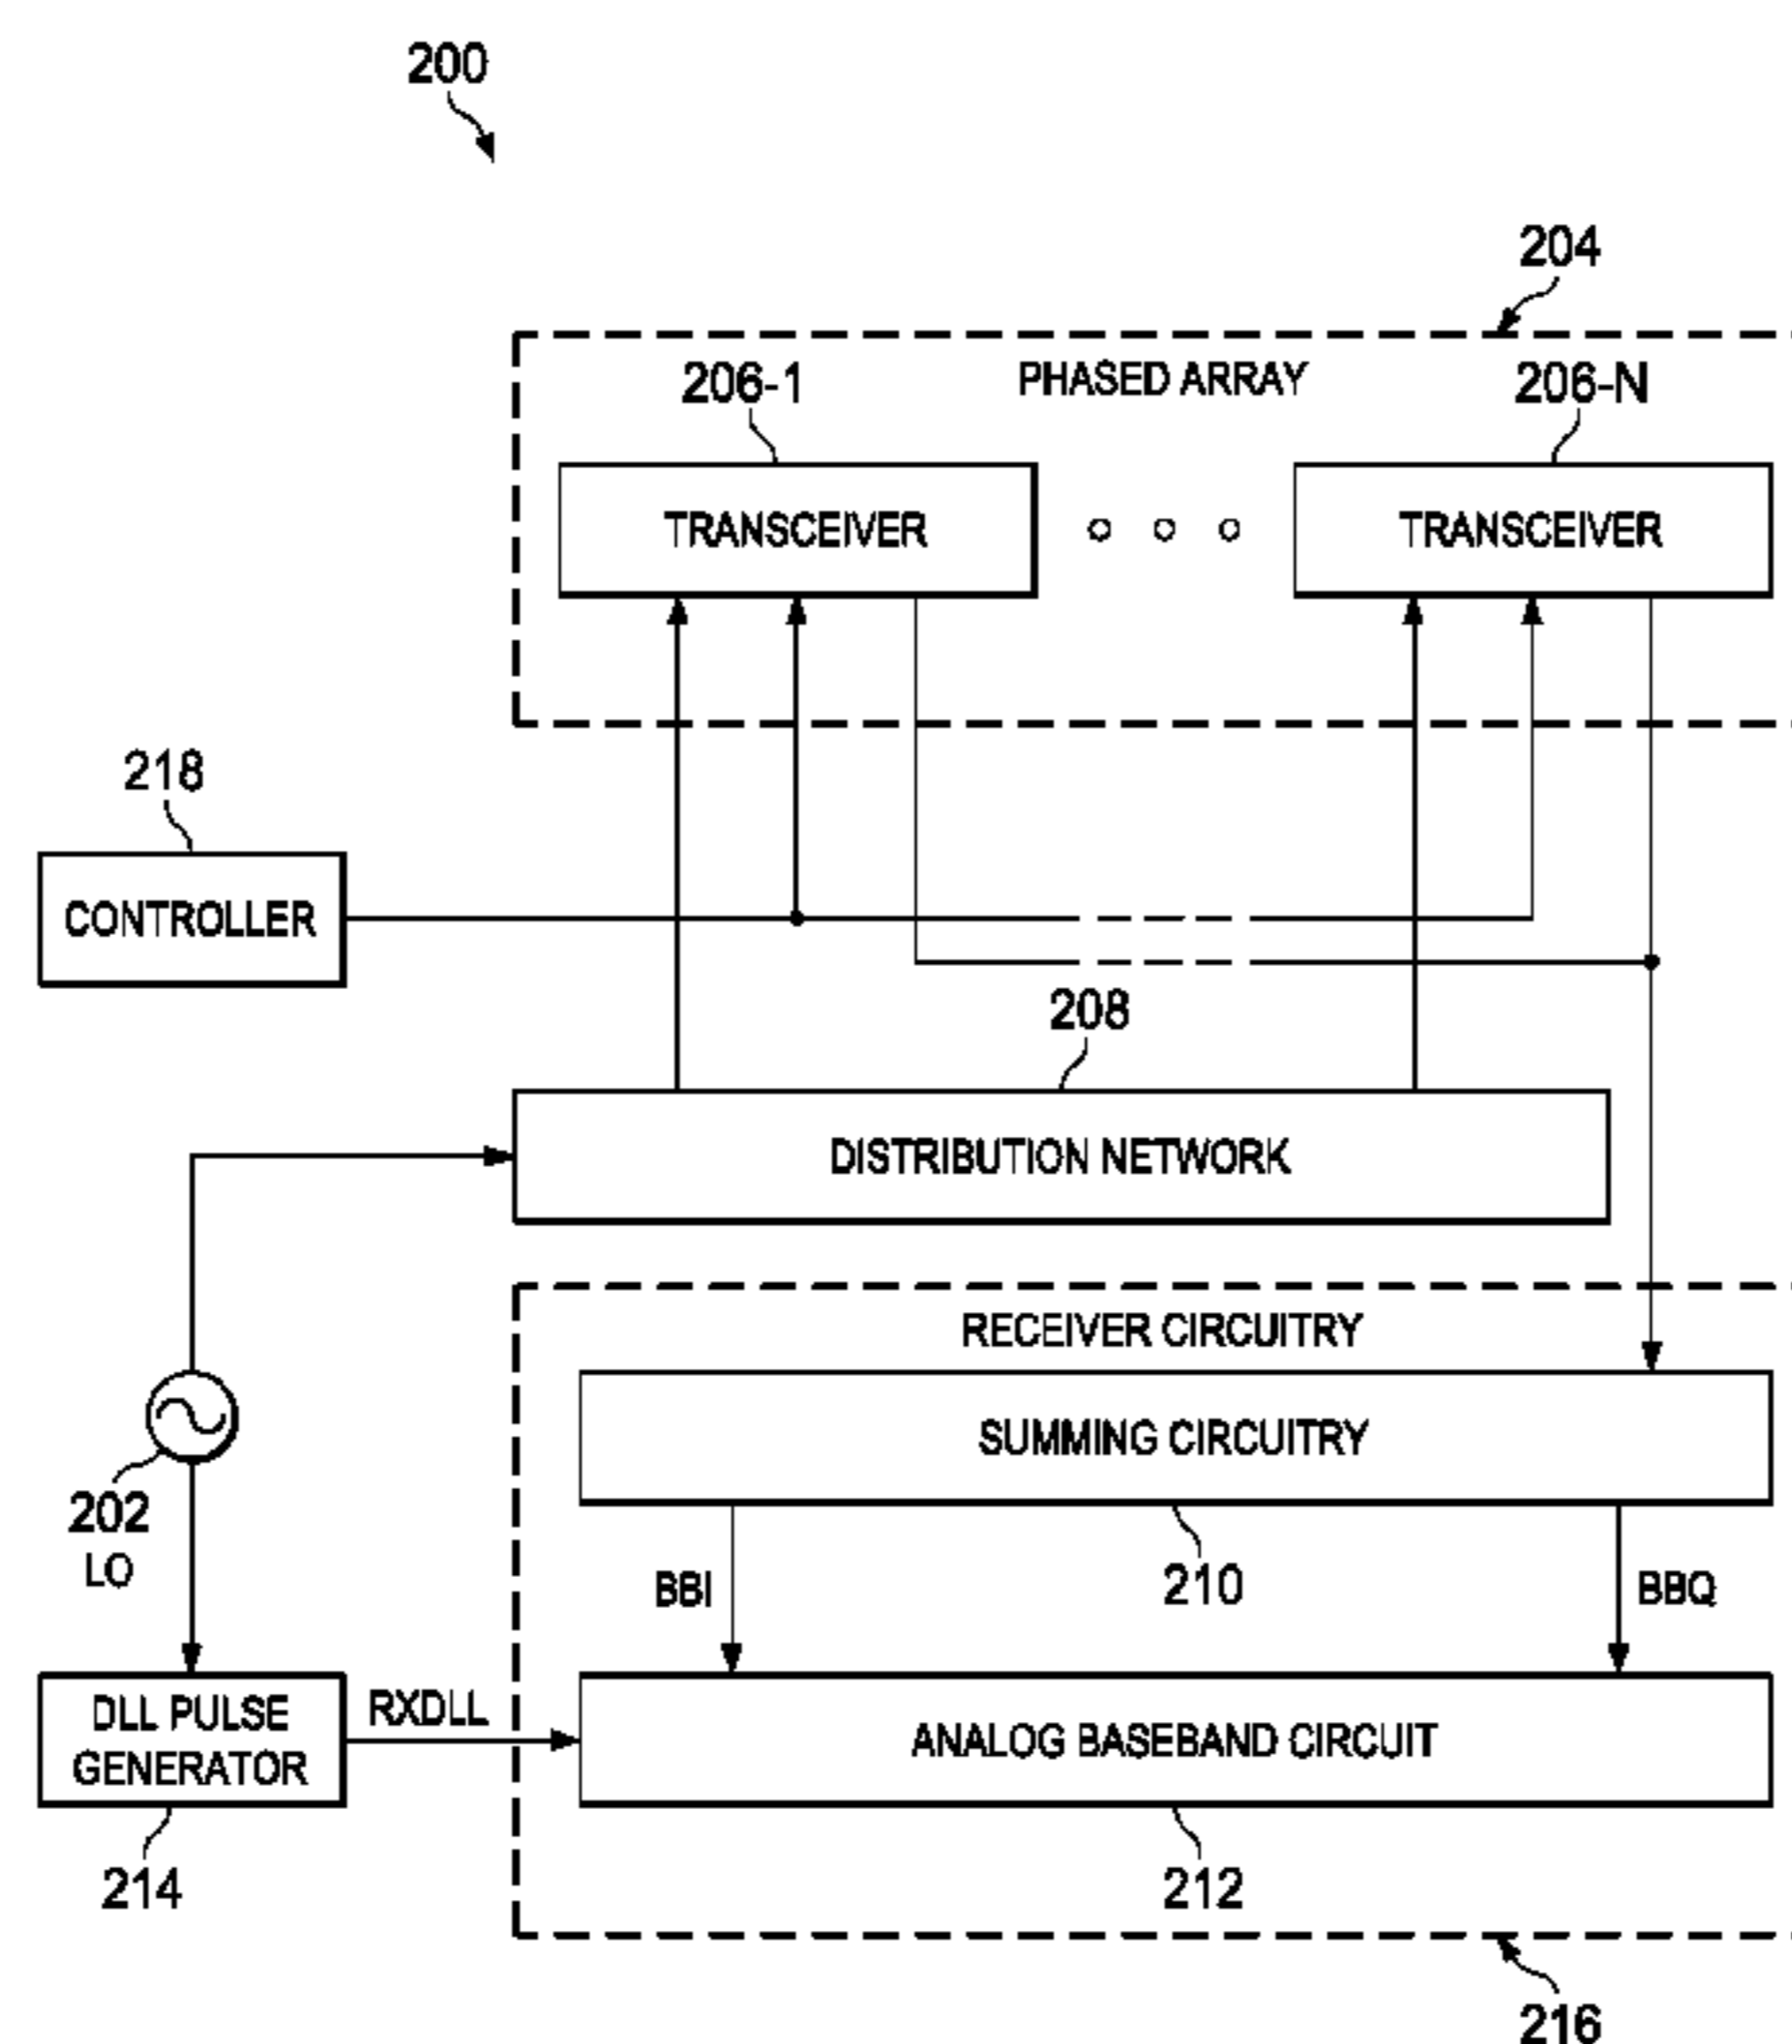 200
204
PHASED ARRAY
206-1
206-N
TRANSCEIVER
TRANSCEIVER
218
CONTROLLER
208
DISTRIBUTION NETWORK
RECEIVER CIRCUITRY
SUMMING CIRCUITRY
202
LO
BBI
210
BBQ
DLL PULSE
GENERATOR
RXDLL
ANALOG BASEBAND CIRCUIT
214
212
216